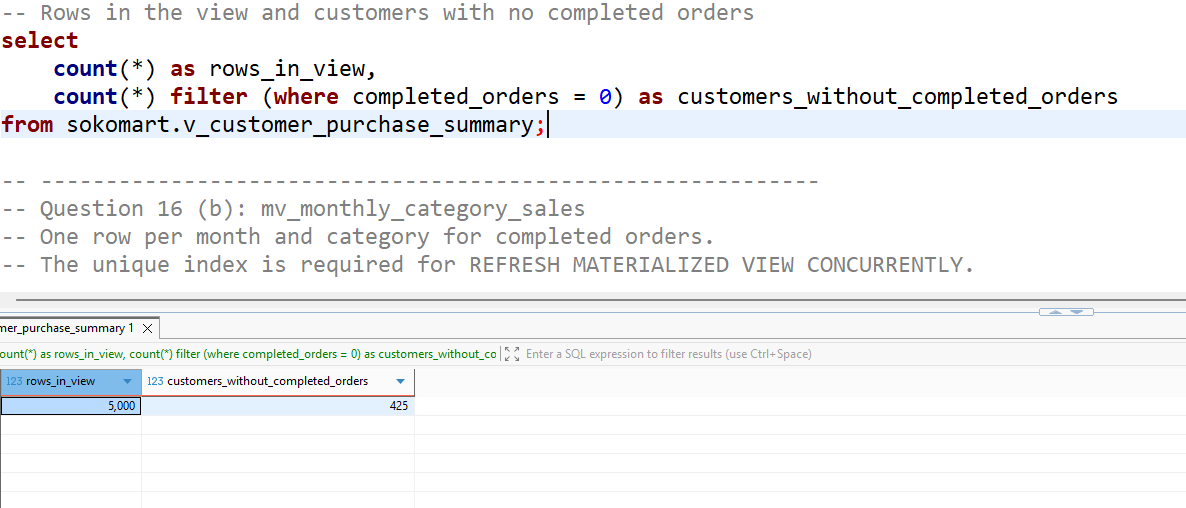 -- Rows in the view and customers with no completed orders
select
count(*) as rows_in_view,
count(*) filter (where completed_orders = 0) as customers_without_completed_orders
from sokomart.v_customer_purchase_summary;
-- ------------------------------------------------------------
-- Question 16 (b): mv_monthly_category_sales
-- One row per month and category for completed orders.
-- The unique index is required for REFRESH MATERIALIZED VIEW CONCURRENTLY.
mer_purchase_summary 1
ount(*) as rows_in_view, count(*) filter (where completed_orders = 0) as customers_without_co Enter a SQL expression to filter results (use Ctrl+Space)
123 rows_in_view 123 customers_without_completed_orders
5,000 425